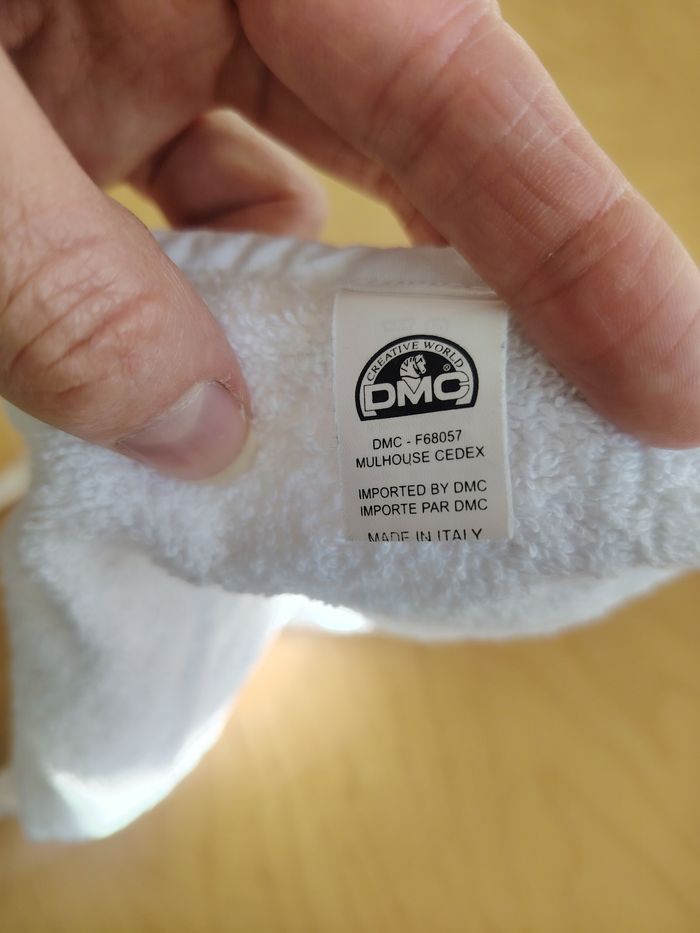 CREATIVE WORLD
®
DMC
DMC - F68057
MULHOUSE CEDEX
IMPORTED BY DMC
IMPORTE PAR DMC
MADE IN ITALY